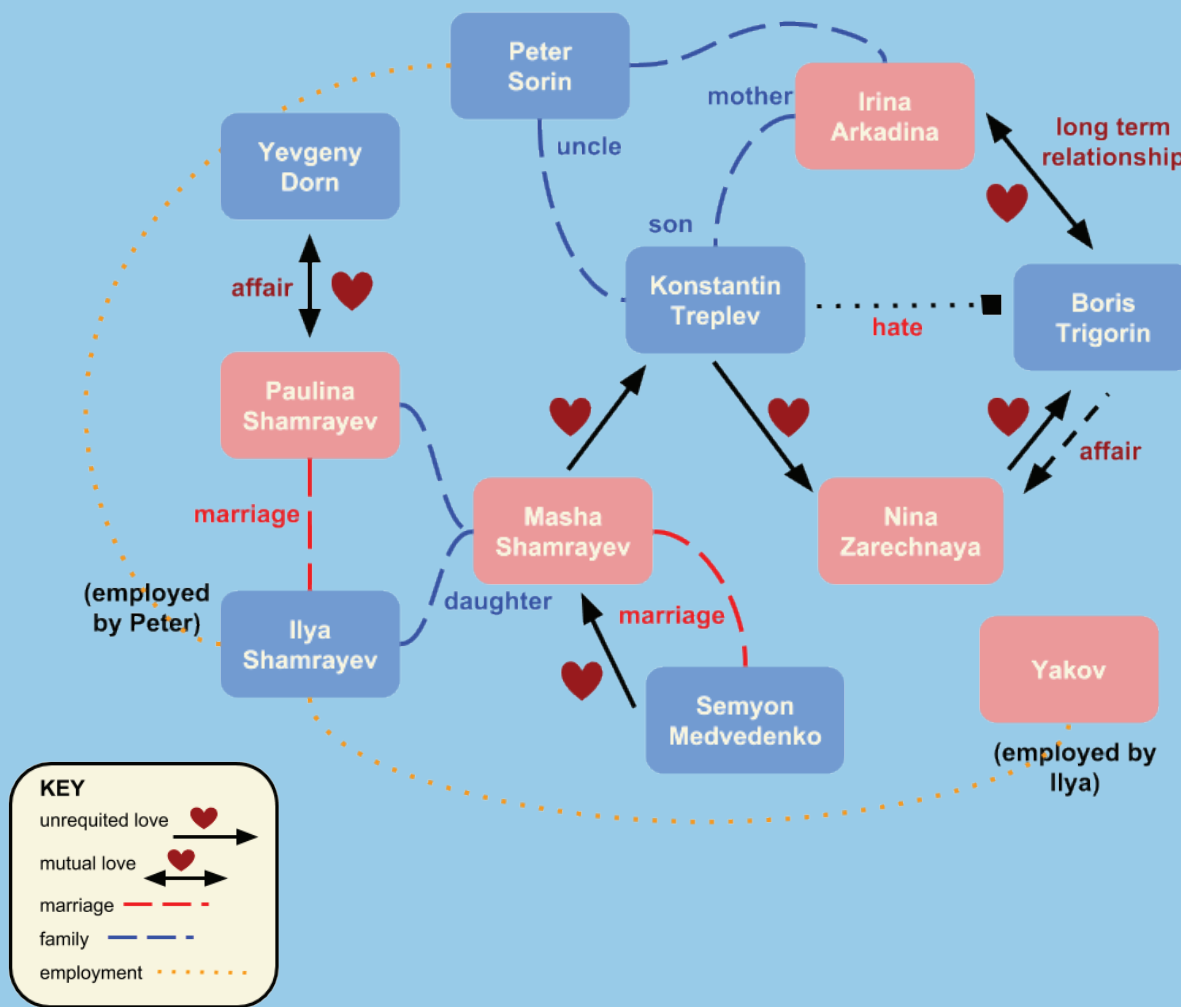 Peter
Sorin
mother
Irina
Arkadina
long term
relationship
Yevgeny
Dorn
uncle
son
affair
Konstantin
Treplev
hate
Boris
Trigorin
Paulina
Shamrayev
affair
marriage
Masha
Shamrayev
Nina
Zarechnaya
(employed
by Peter)
daughter
marriage
Ilya
Shamrayev
Semyon
Medvedenko
Yakov
(employed by
Ilya)
KEY
unrequited love
mutual love
marriage
family
employment